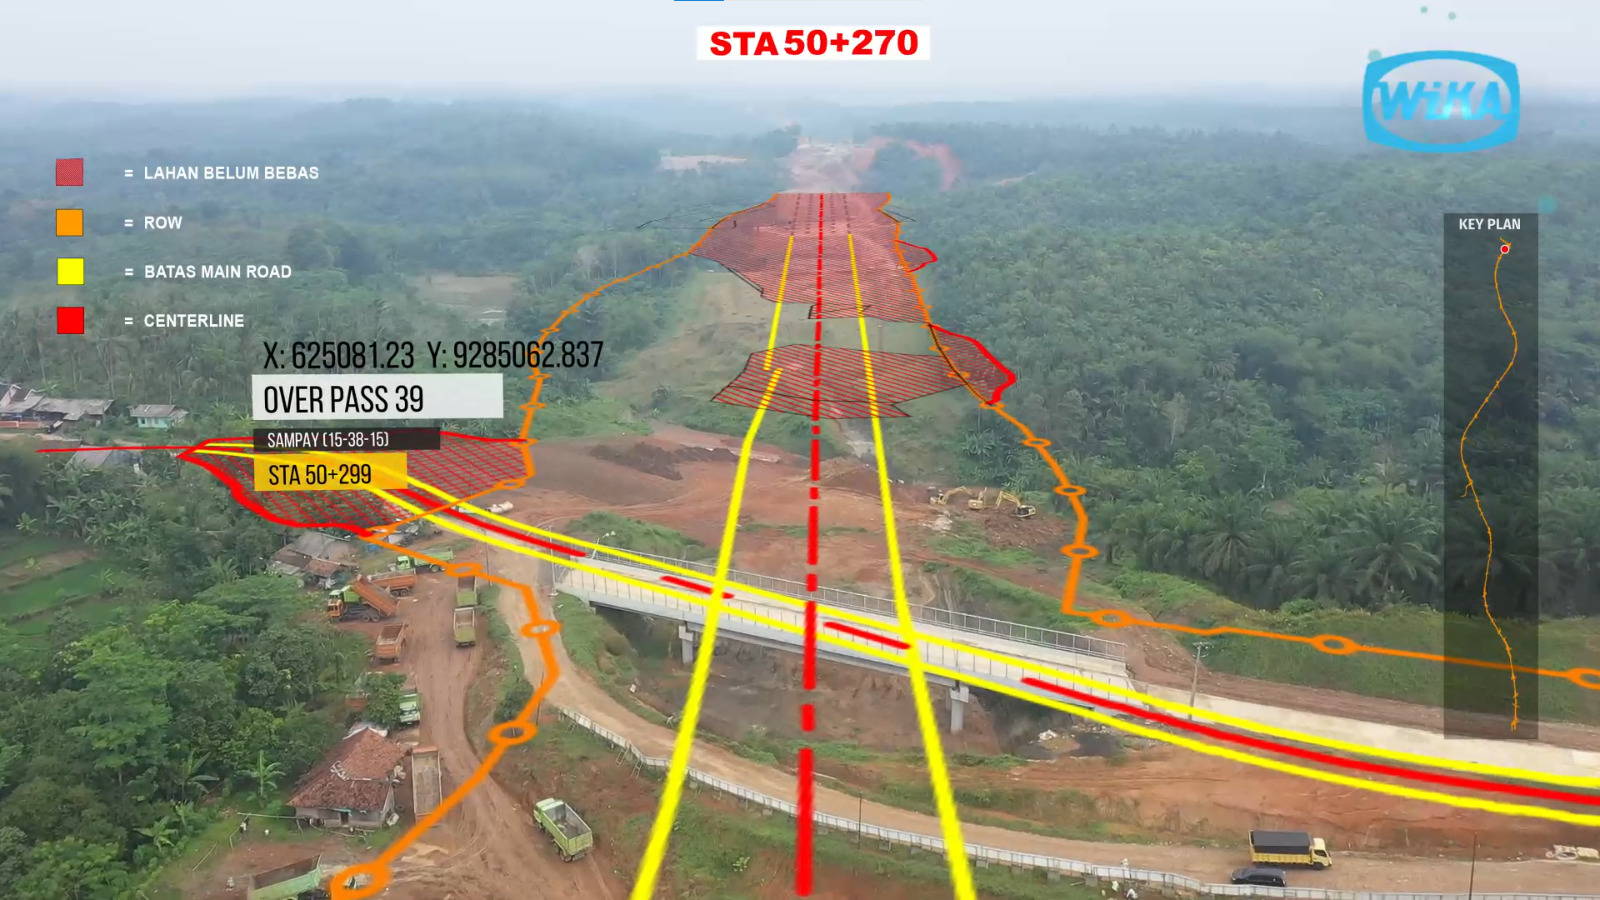 STA 50+270
WiKA
= LAHAN BELUM BEBAS
= ROW
= BATAS MAIN ROAD
= CENTERLINE
KEY PLAN
X: 625081.23 Y: 9285062.837
OVER PASS 39
SAMPAY (15-38-15)
STA 50+299